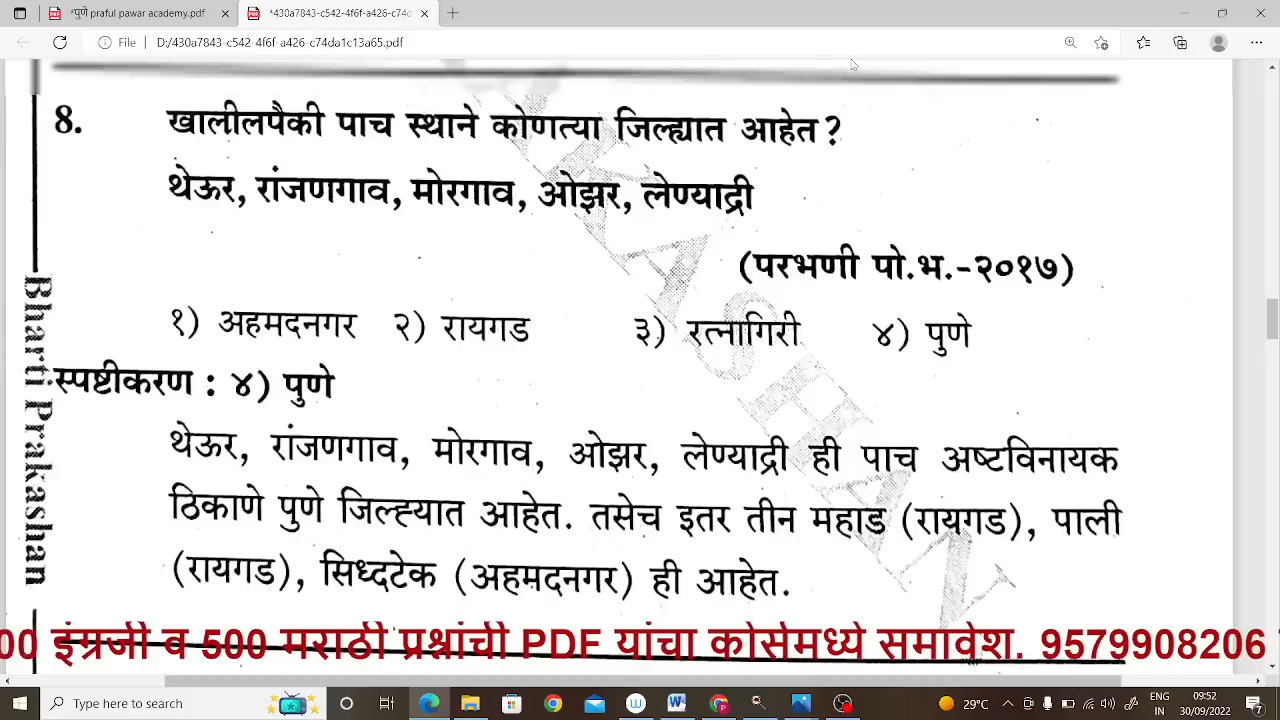 पुणे praful pawar academy.pdf
*430a7843-c542-4f6f-a426-c74da1c
File D:/430a7843-c542-4f6f-a426-c74da1c13a65.pdf
8. खालीलपैकी पाच स्थाने कोणत्या जिल्ह्यात आहेत?
थेऊर, रांजणगाव, मोरगाव, ओझर, लेण्याद्री
(परभणी पो.भ.-२०१७)
१) अहमदनगर २) रायगड ३) रत्नागिरी ४) पुणे
स्पष्टीकरण : ४) पुणे
थेऊर, रांजणगाव, मोरगाव, ओझर, लेण्याद्री ही पाच अष्टविनायक
ठिकाणे पुणे जिल्ह्यात आहेत. तसेच इतर तीन महाड (रायगड), पाली
(रायगड), सिध्दटेक (अहमदनगर) ही आहेत.
Bharti Prakashan
00 इंग्रजी व 500 मराठी प्रश्नांची PDF यांचा कोर्समध्ये समावेश. 9579908206
Type here to search
29°C
ENG
IN
09:52
30/09/2022